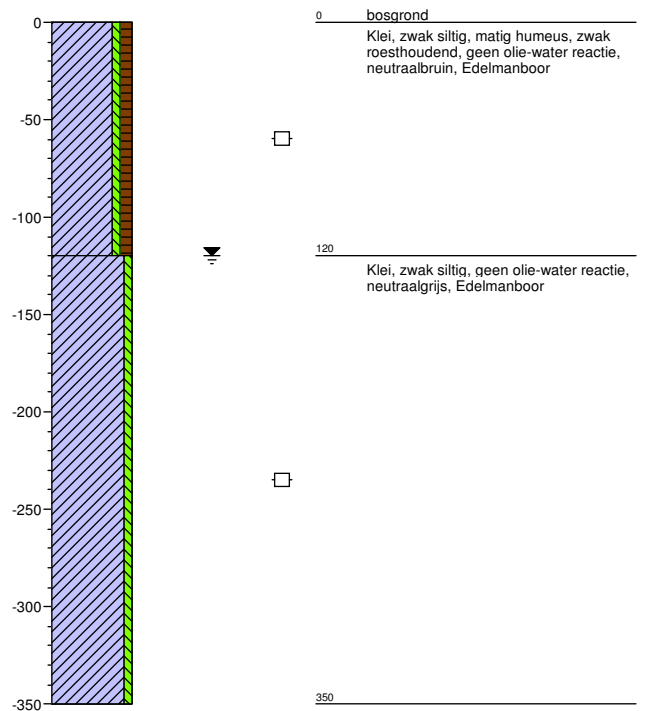 0
bosgrond
0
Klei, zwak siltig, matig humeus, zwak
roesthoudend, geen olie-water reactie,
neutraalbruin, Edelmanboor
-50
-100
120
Klei, zwak siltig, geen olie-water reactie,
neutraalgrijs, Edelmanboor
-150
-200
-250
-300
350
-350